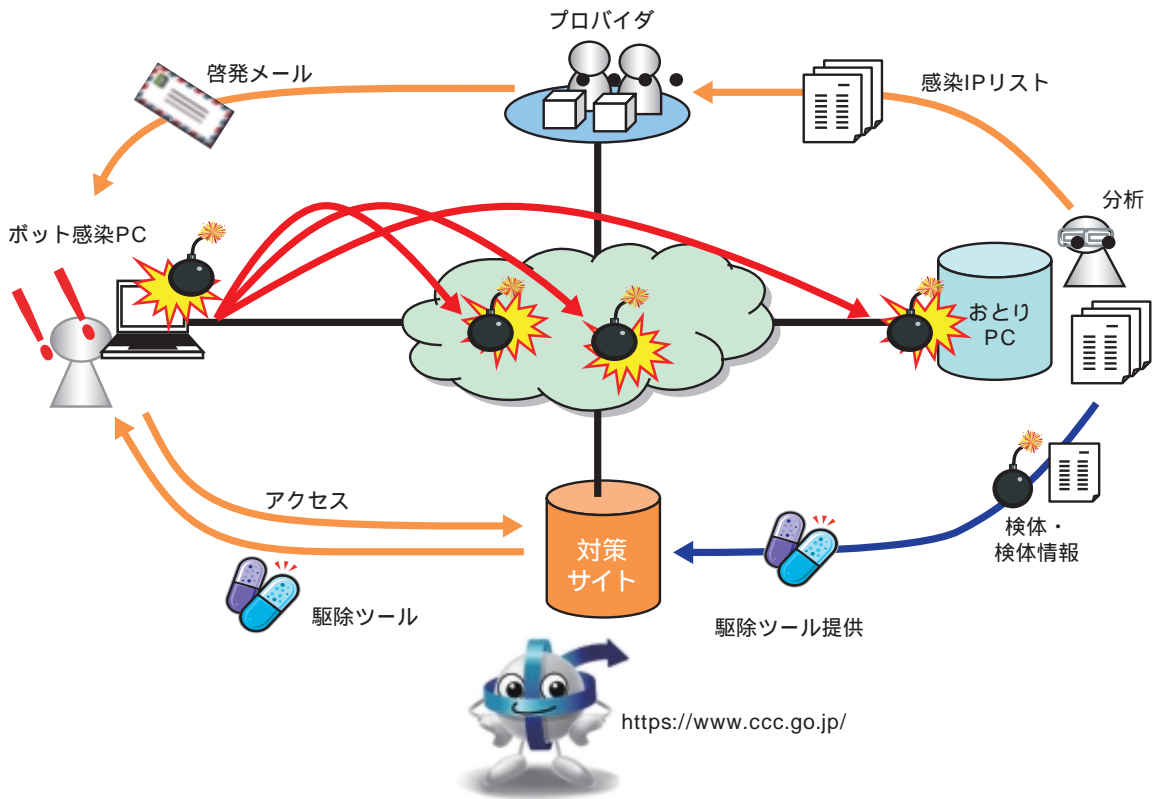 プロバイダ
啓発メール
感染IPリスト
分析
ボット感染PC
おとり
PC
アクセス
対策
サイト
検体・
検体情報
駆除ツール
駆除ツール提供
https://www.ccc.go.jp/